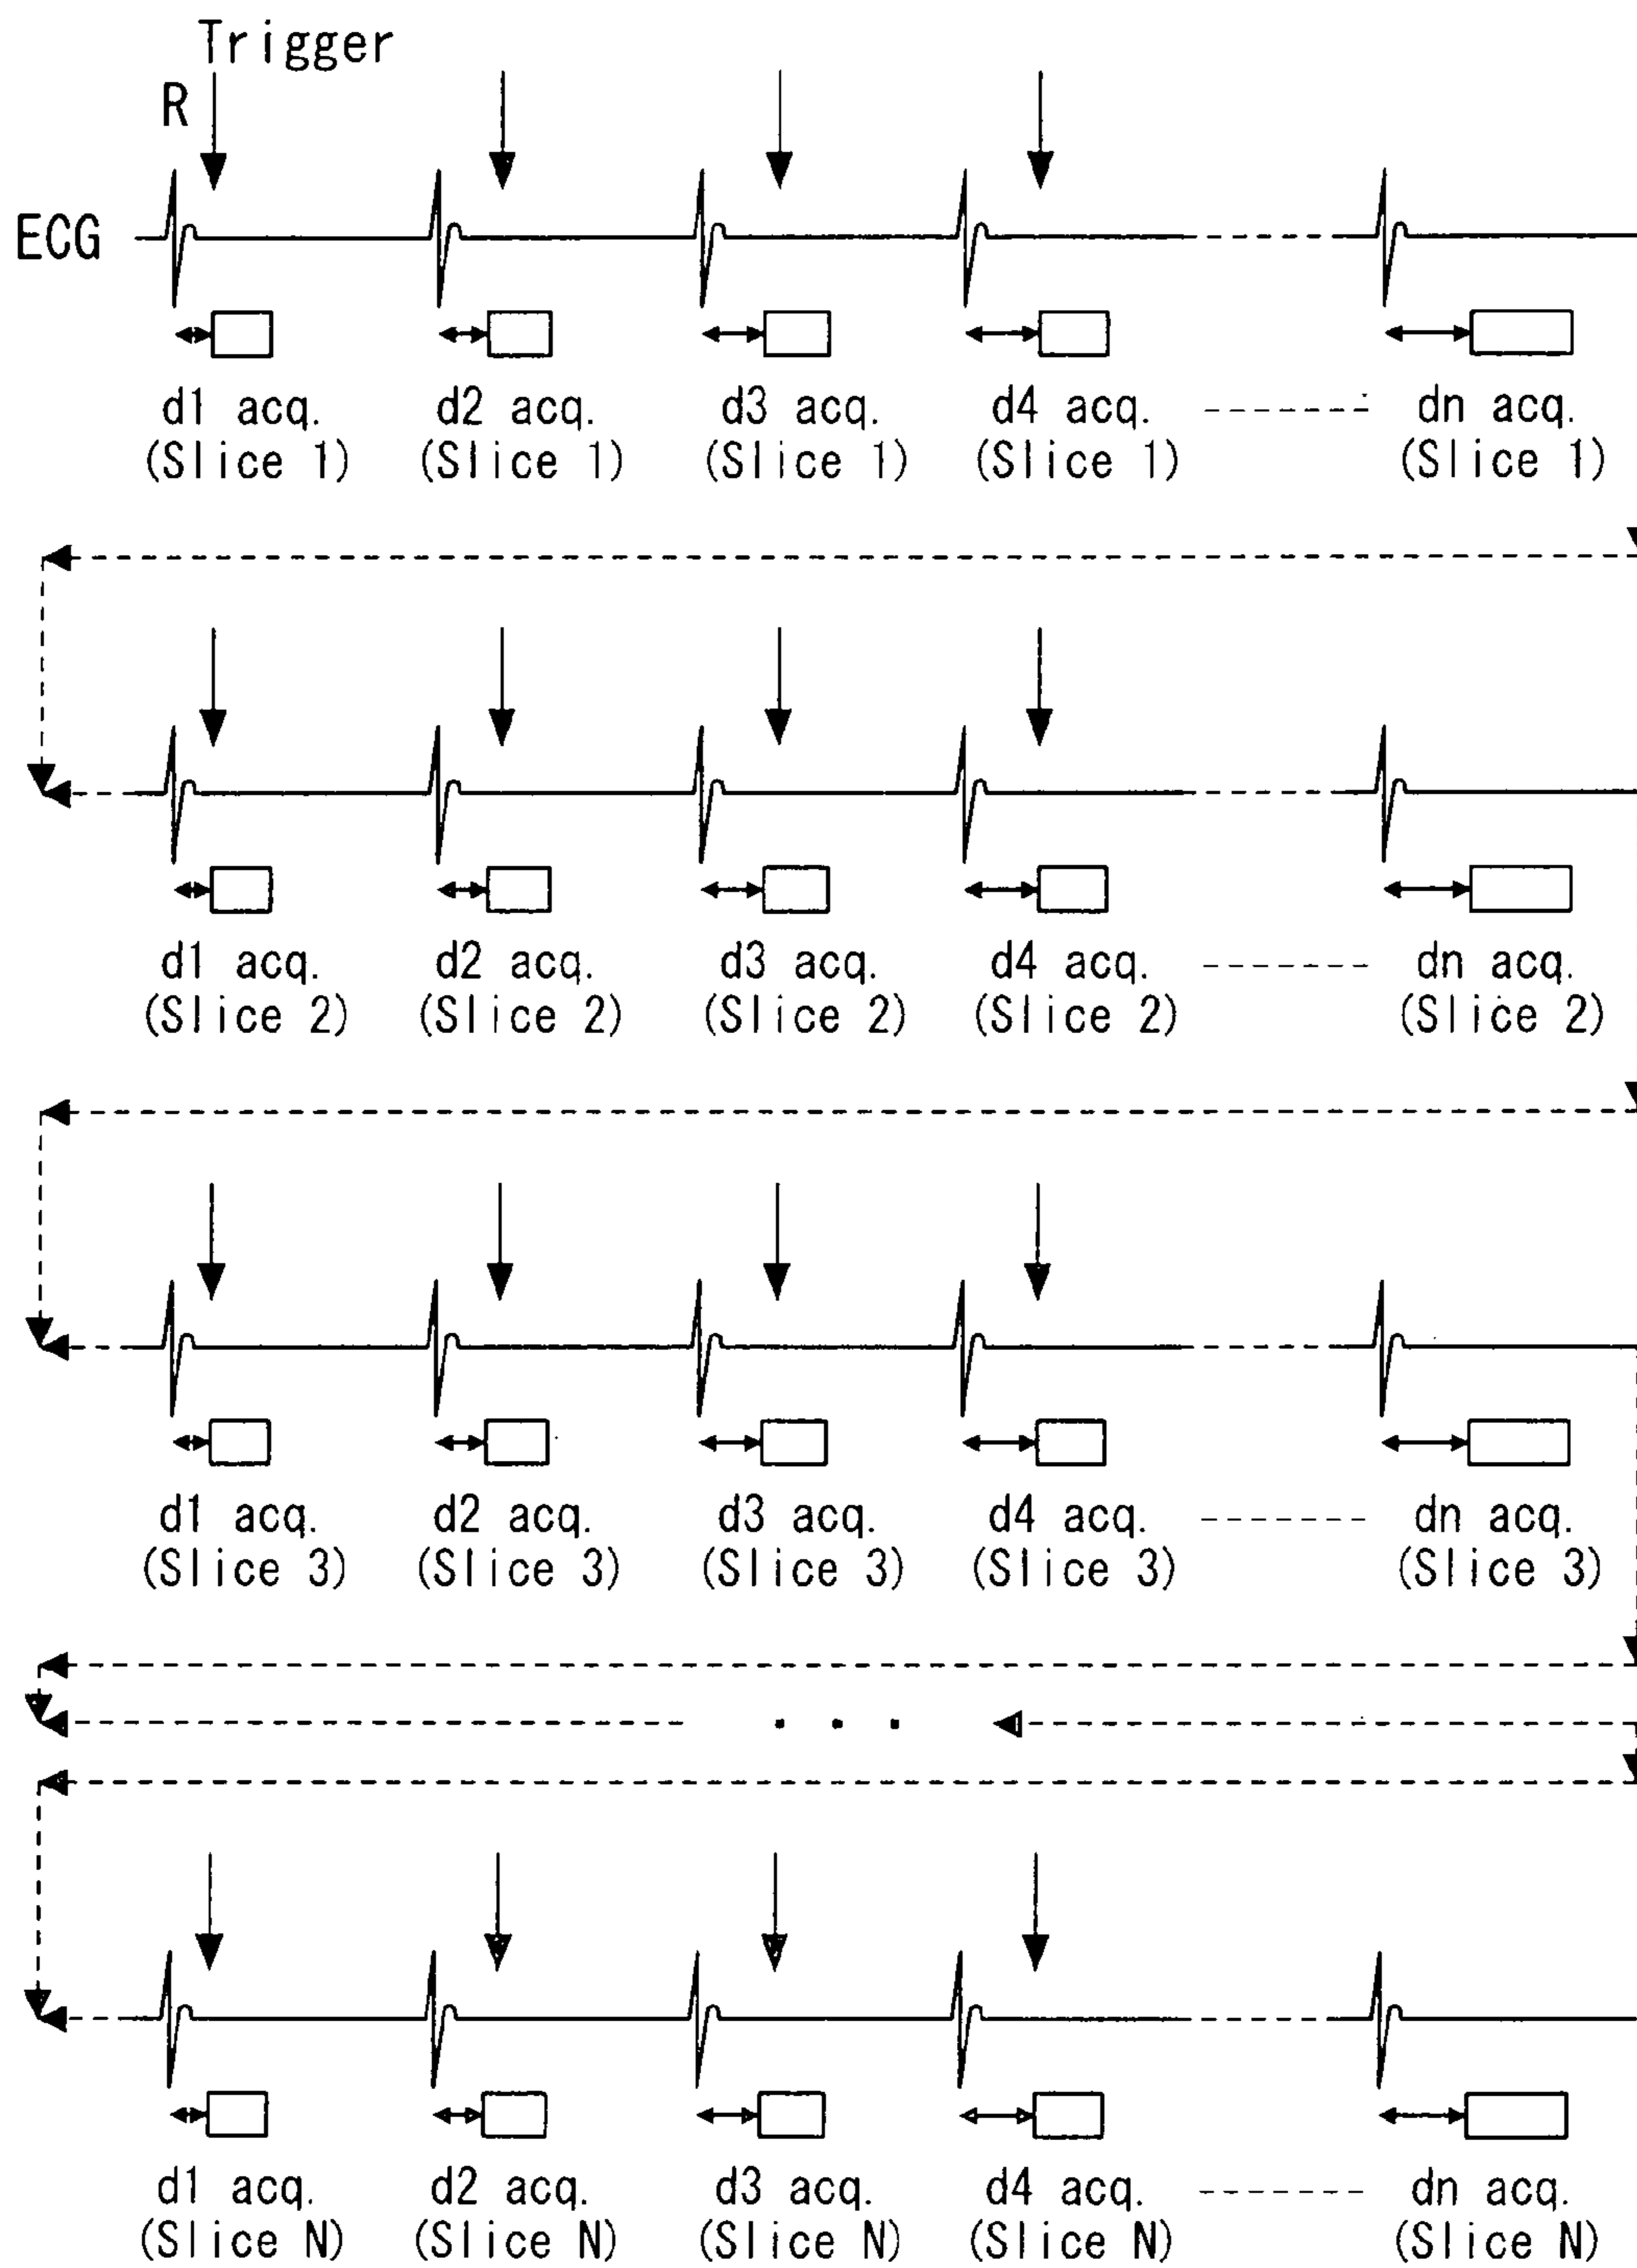 Trigger
R
ECG
d1 acq. d2 acq. d3 acq. d4 acq. dn acq.
(Slice 1) (Slice 1) (Slice 1) (Slice 1) (Slice 1)
d1 acq. d2 acq. d3 acq. d4 acq. dn acq.
(Slice 2) (Slice 2) (Slice 2) (Slice 2) (Slice 2)
d1 acq. d2 acq. d3 acq. d4 acq. dn acq.
(Slice 3) (Slice 3) (Slice 3) (Slice 3) (Slice 3)
d1 acq. d2 acq. d3 acq. d4 acq. dn acq.
(Slice N) (Slice N) (Slice N) (Slice N) (Slice N)